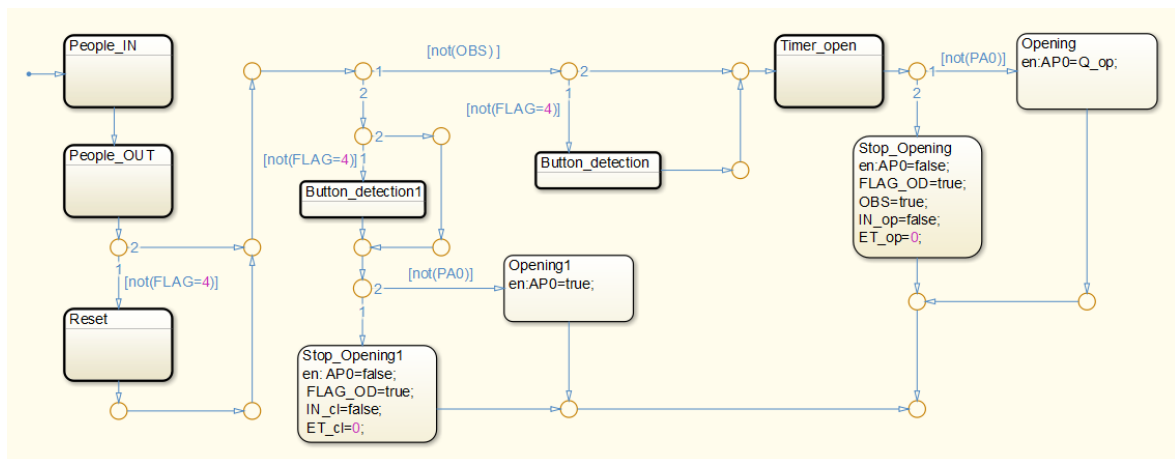 People_IN
[not(OBS) ]
1
2
2
1
[not(FLAG=4)]
Timer_open
1
[not(PA0)]
2
Opening
en:AP0=Q_op;
People_OUT
2
[not(FLAG=4)]
1
Button_detection1
Button_detection
Stop_Opening
en:AP0=false;
FLAG_OD=true;
OBS=true;
IN_op=false;
ET_op=0;
2
1
[not(FLAG=4)]
Reset
2
[not(PA0)]
1
Opening1
en:AP0=true;
Stop_Opening1
en: AP0=false;
FLAG_OD=true;
IN_cl=false;
ET_cl=0;